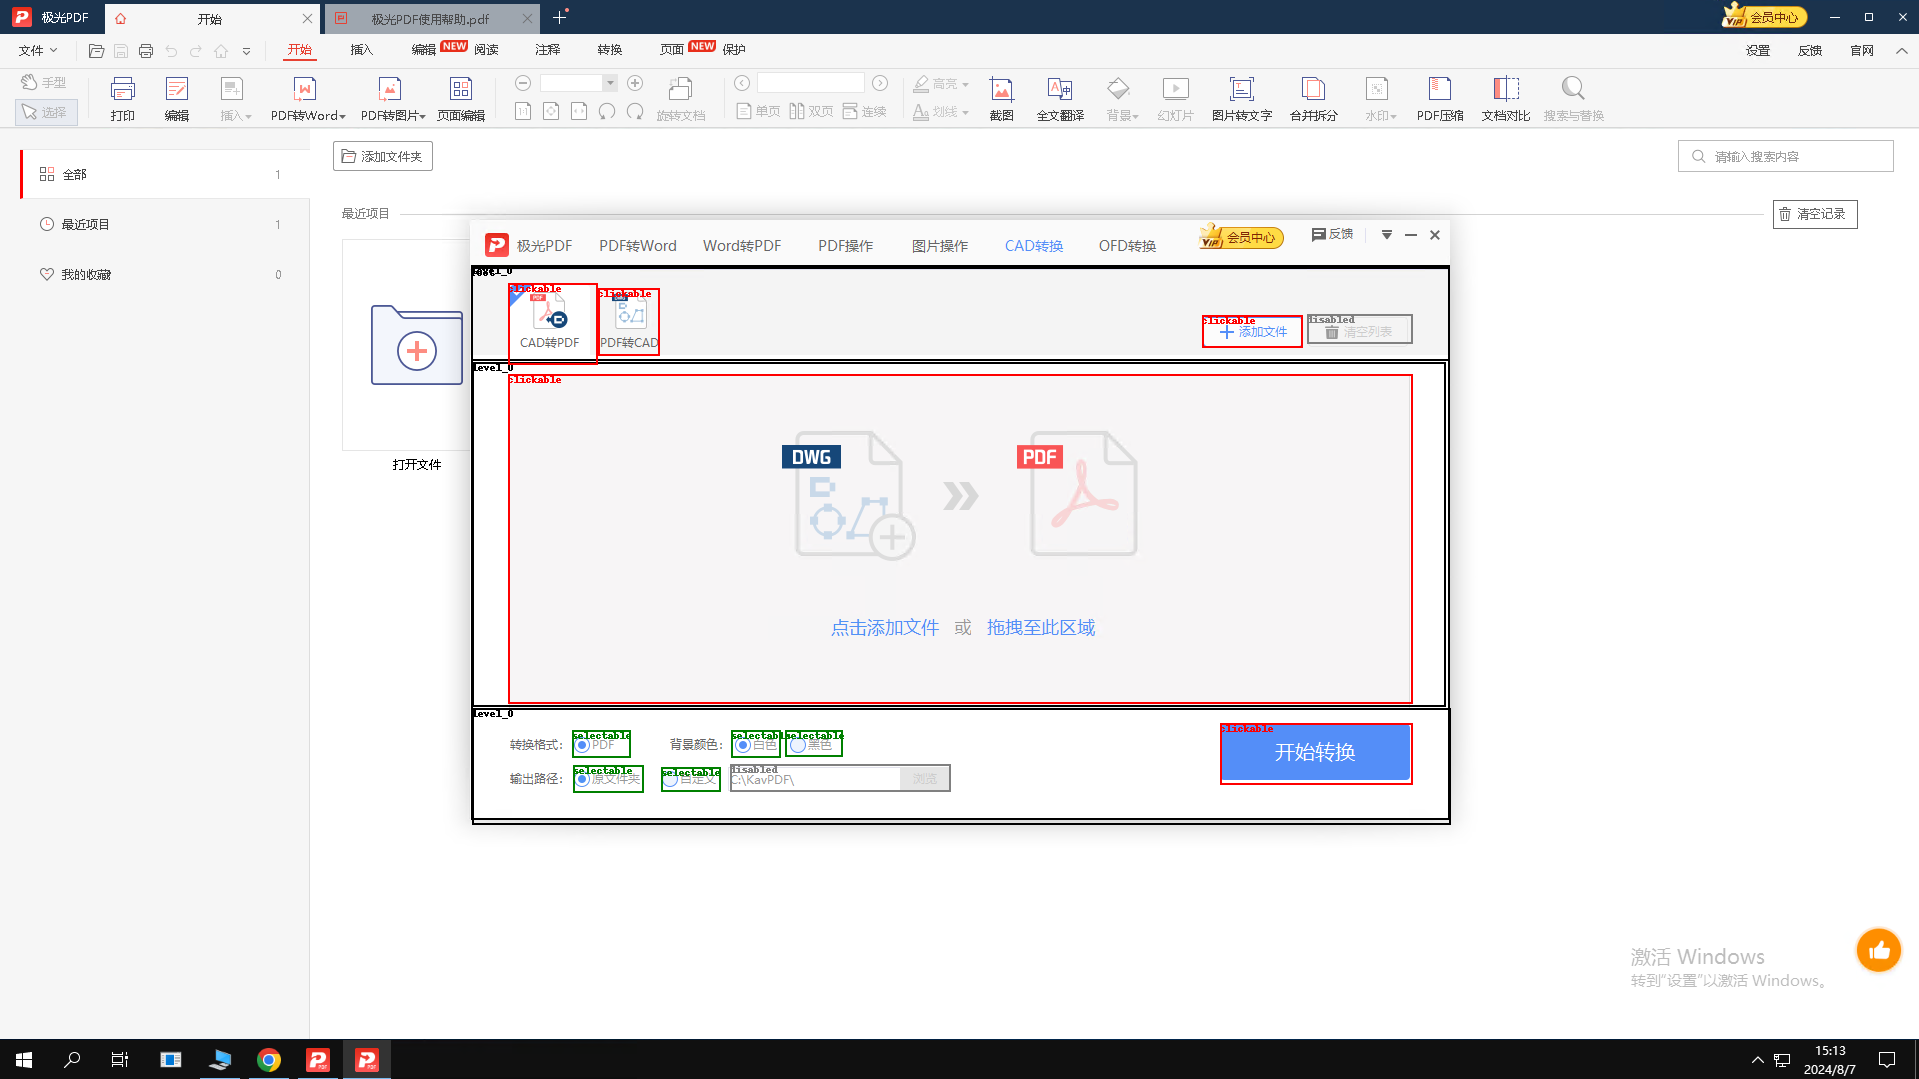 极光PDF
开始
极光PDF使用帮助.pdf
VIP 会员中心
文件
开始
插入
编辑 NEW
阅读
注释
转换
页面 NEW
保护
设置
反馈
官网
手型
选择
打印
编辑
插入
PDF转Word
PDF转图片
页面编辑
1:1
旋转文档
单页
双页
连续
高亮
划线
截图
全文翻译
背景
幻灯片
图片转文字
合并拆分
水印
PDF压缩
文档对比
搜索与替换
全部 1
最近项目 1
我的收藏 0
添加文件夹
请输入搜索内容
最近项目
清空记录
打开文件
极光PDF
PDF转Word
Word转PDF
PDF操作
图片操作
CAD转换
OFD转换
VIP 会员中心
反馈
level_0
clickable
CAD转PDF
clickable
PDF转CAD
clickable
添加文件
disabled
清空列表
level_0
clickable
DWG
PDF
点击添加文件 或 拖拽至此区域
level_0
转换格式:
selectable
PDF
背景颜色:
selectable
白色
selectable
黑色
输出路径:
selectable
原文件夹
selectable
自定义
disabled
C:\KavPDF\
浏览
clickable
开始转换
激活 Windows
转到“设置”以激活 Windows。
15:13
2024/8/7